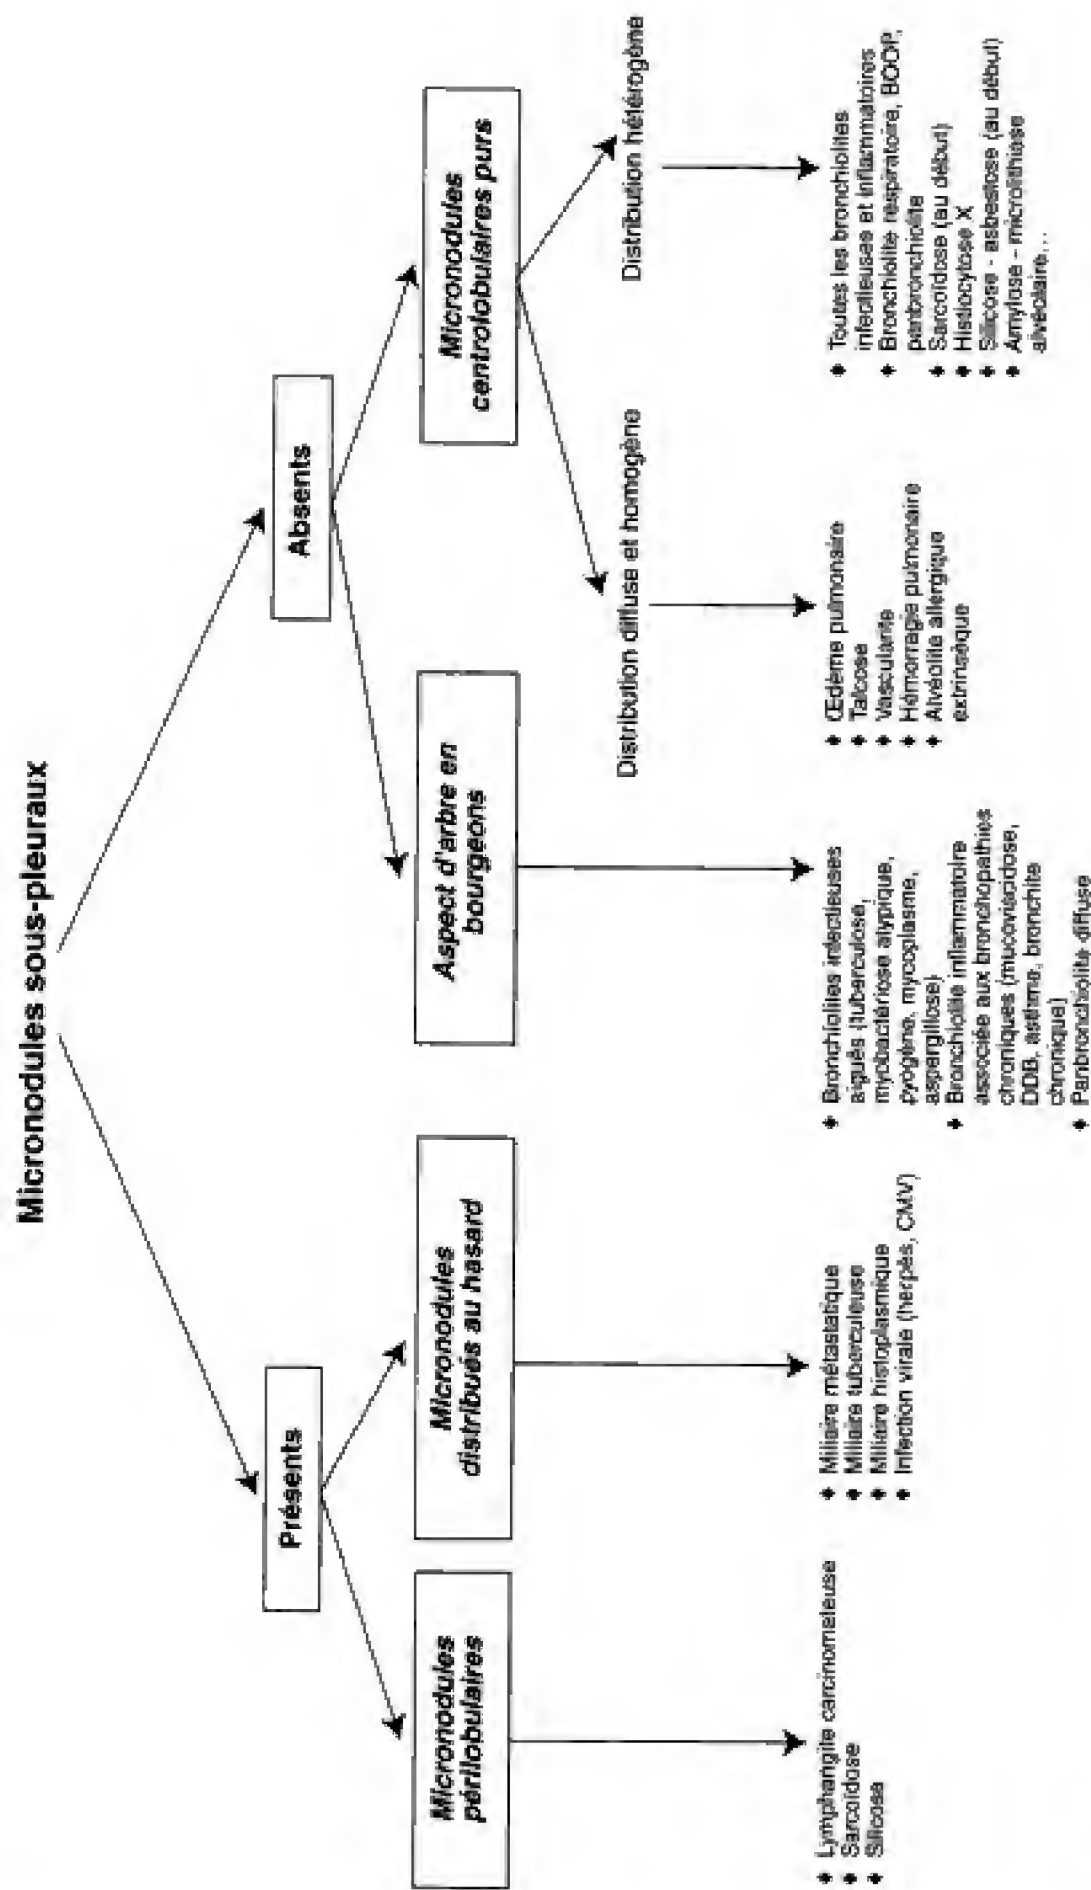 Micronodules sous-pleuraux
Présents
Absents
Micronodules
périlobulaires
Micronodules
distribués au hasard
Aspect d'arbre en
bourgeons
Micronodules
centrolobulaires purs
Distribution diffuse et homogène
Distribution hétérogène
♦ Lymphangite carcinomateuse
♦ Sarcoïdose
♦ Silicose
♦ Miliaire métastatique
♦ Miliaire tuberculeuse
♦ Miliaire histoplasmique
♦ Infection virale (herpès, CMV)
♦ Bronchiolites infectieuses
aiguës (tuberculose,
myobactériose atypique,
pyogène, mycoplasme,
aspergillose)
♦ Bronchiolite inflammatoire
associée aux bronchopathies
chroniques (mucoviscidose,
DDB, asthme, bronchite
chronique)
♦ Panbronchiolite diffuse
♦ Œdème pulmonaire
♦ Talcose
♦ Vascularite
♦ Hémorragie pulmonaire
♦ Alvéolite allergique
extrinsèque
♦ Toutes les bronchiolites
infectieuses et inflammatoires
♦ Bronchiolite respiratoire, BOOP,
panbronchiolite
♦ Sarcoïdose (au début)
♦ Histiocytose X
♦ Silicose - asbestose (au début)
♦ Amylose - microlithiase
alvéolaire...